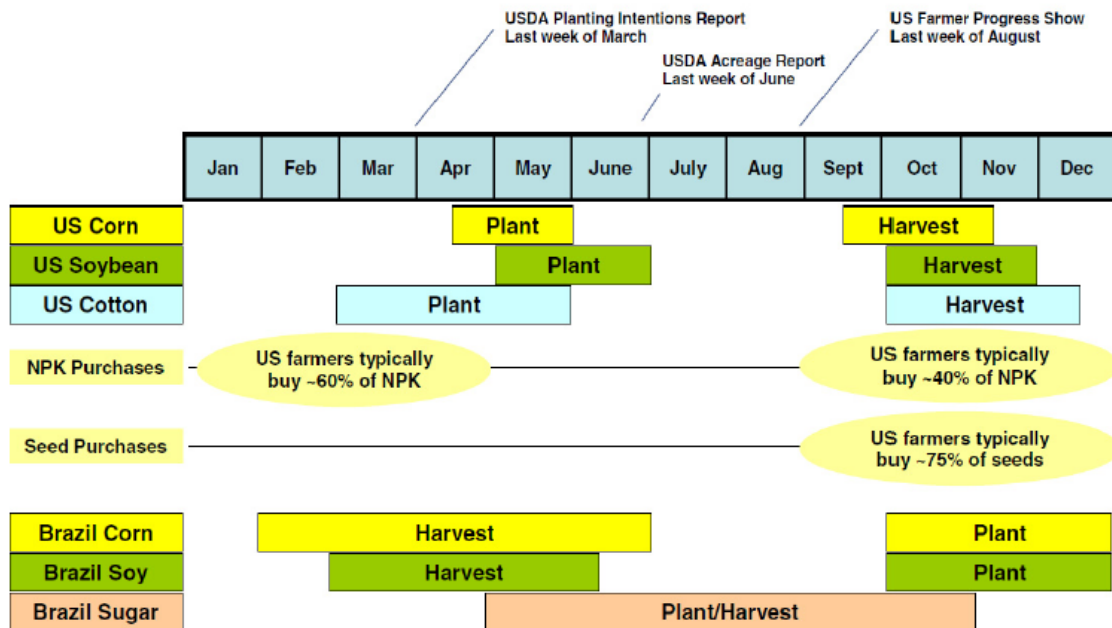 USDA Planting Intentions Report
Last week of March
US Farmer Progress Show
Last week of August
USDA Acreage Report
Last week of June
Jan
Feb
Mar
Apr
May
June
July
Aug
Sept
Oct
Nov
Dec
US Corn
Plant
Harvest
US Soybean
Plant
Harvest
US Cotton
Plant
Harvest
NPK Purchases
US farmers typically
buy ~60% of NPK
US farmers typically
buy ~40% of NPK
Seed Purchases
US farmers typically
buy ~75% of seeds
Brazil Corn
Harvest
Plant
Brazil Soy
Harvest
Plant
Brazil Sugar
Plant/Harvest